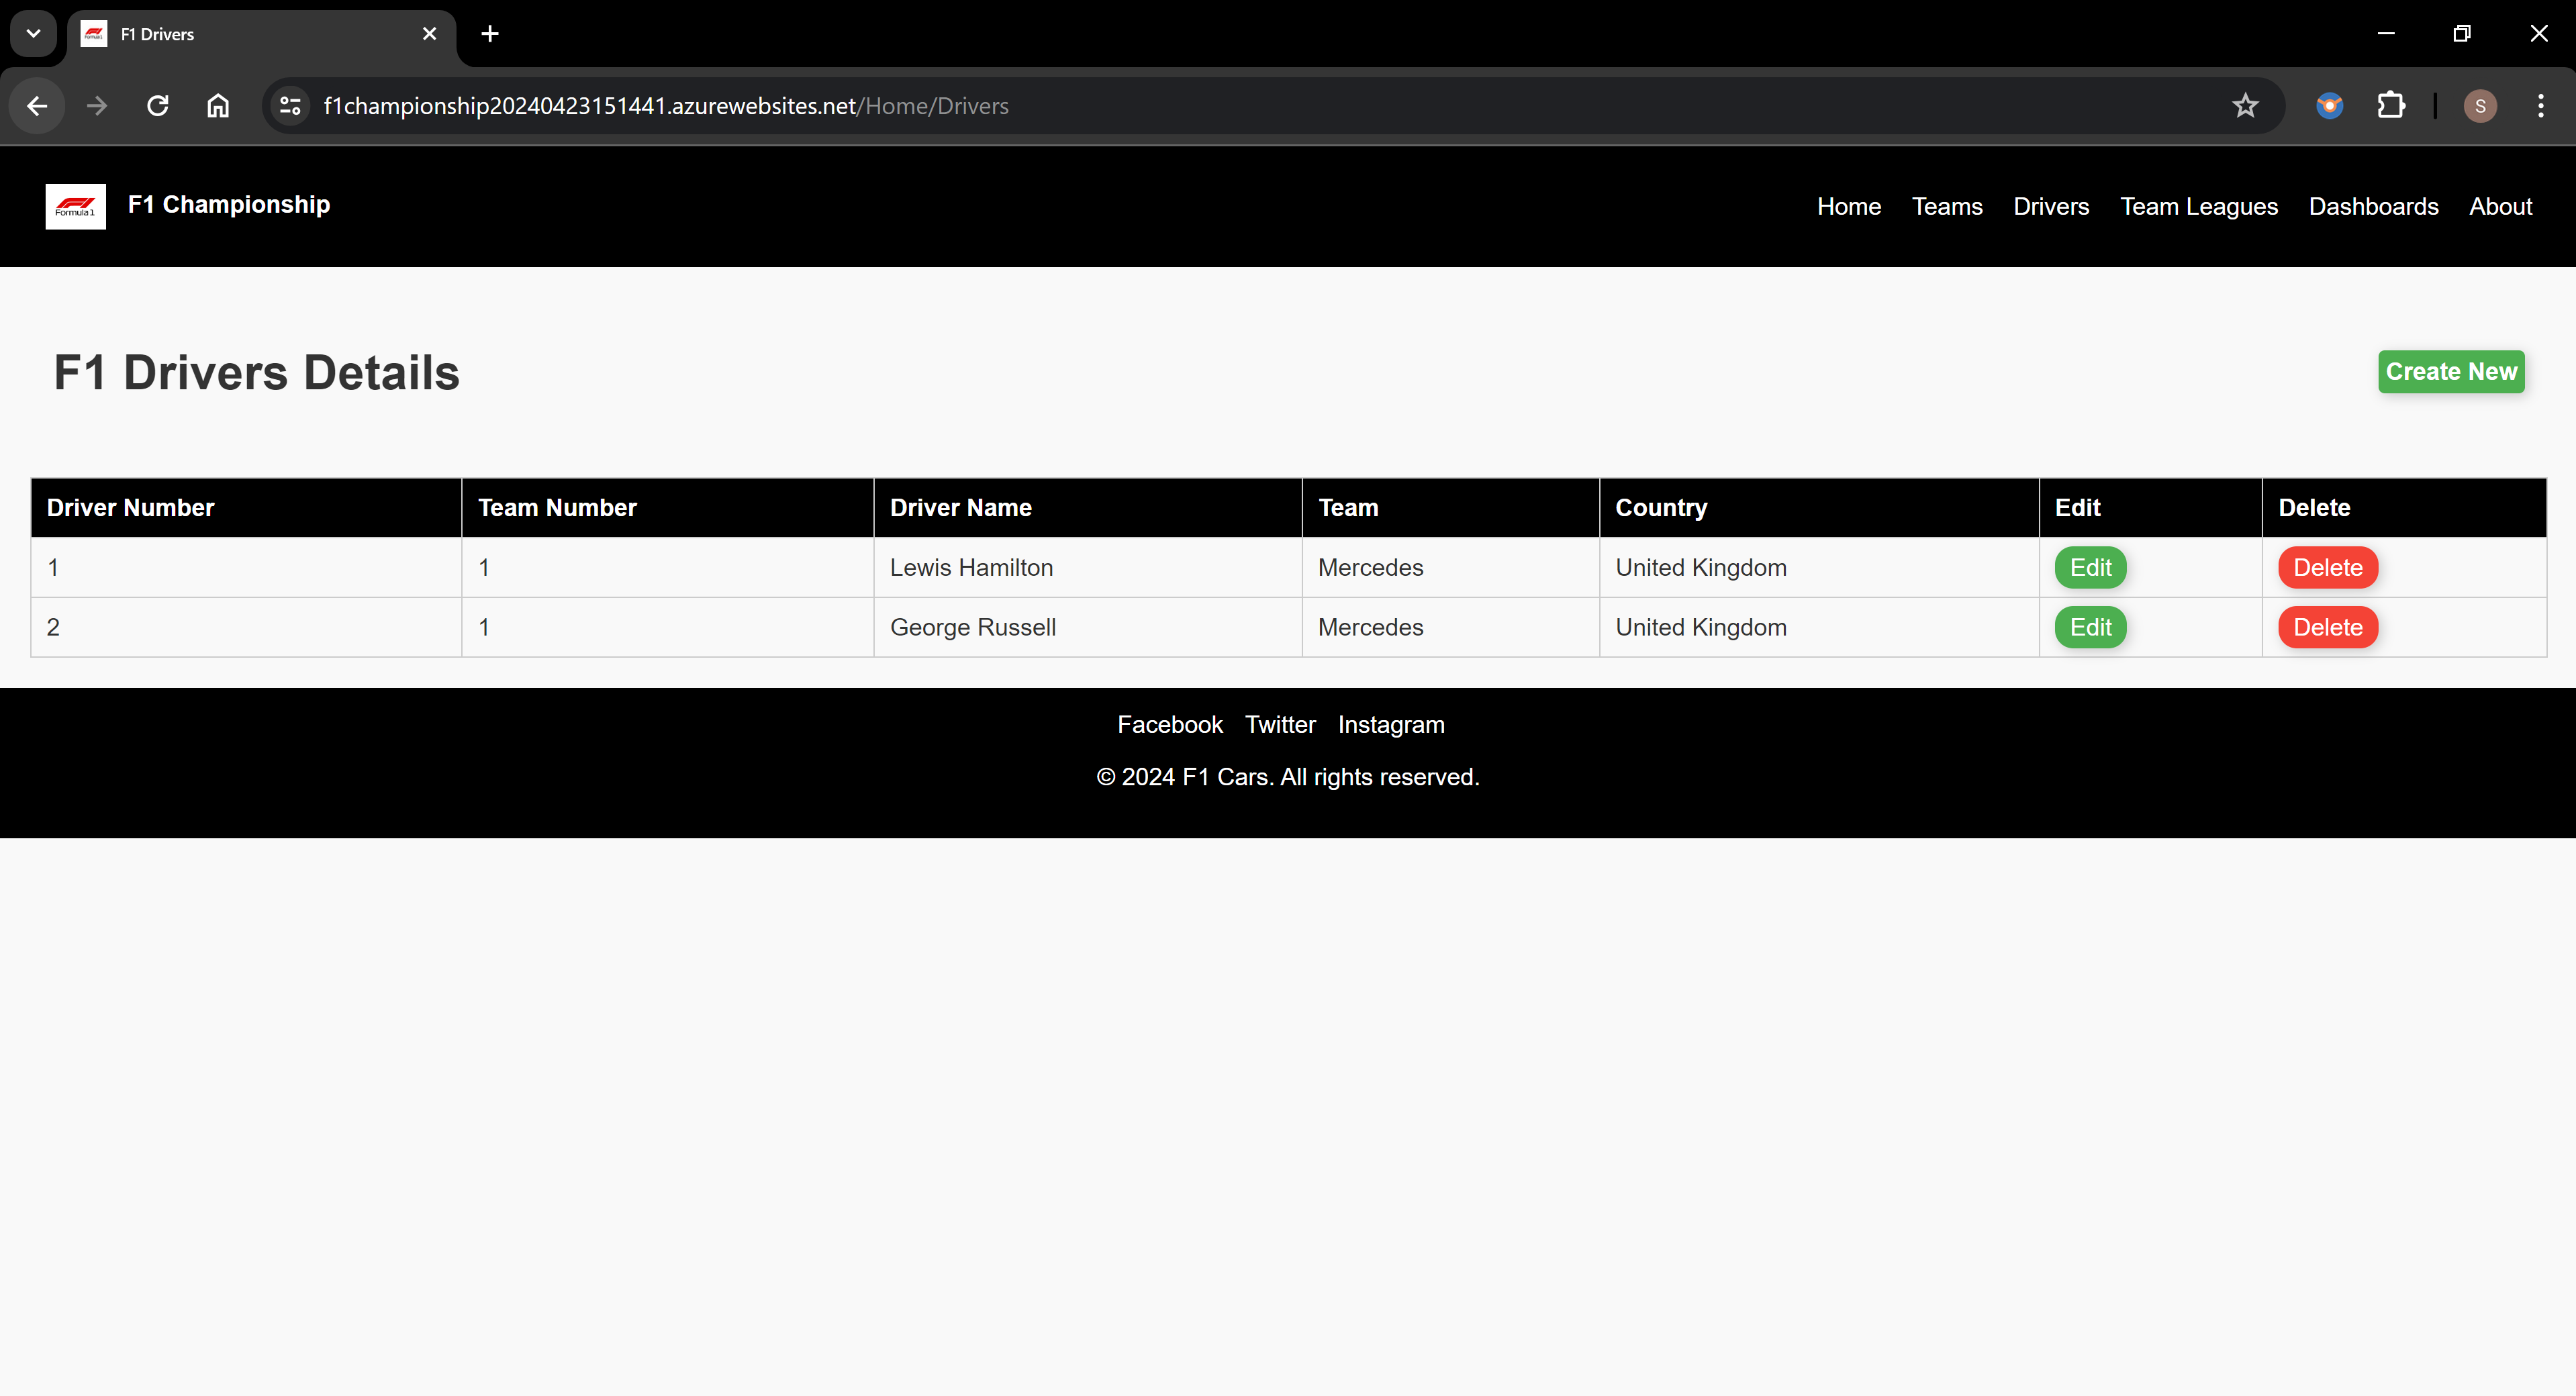 F1 Drivers
f1championship20240423151441.azurewebsites.net/Home/Drivers
S
Formula 1
F1 Championship
Home Teams Drivers Team Leagues Dashboards About
F1 Drivers Details
Create New
Driver Number Team Number Driver Name Team Country Edit Delete
1 1 Lewis Hamilton Mercedes United Kingdom Edit Delete
2 1 George Russell Mercedes United Kingdom Edit Delete
Facebook Twitter Instagram
© 2024 F1 Cars. All rights reserved.